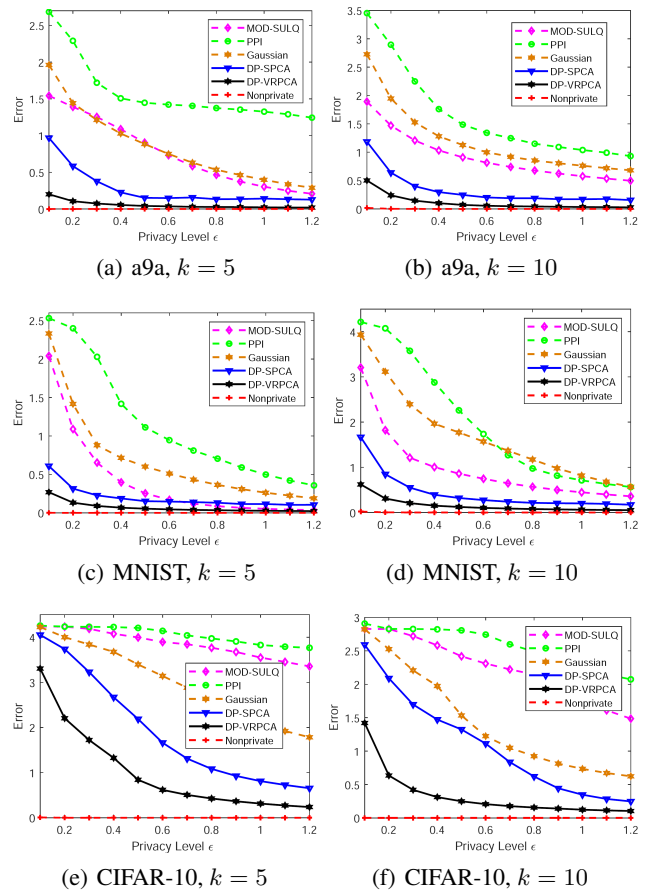 3
2.5
2
1.5
1
0.5
0
Error
0.2 0.4 0.6 0.8 1 1.2
Privacy Level ϵ
MOD-SULQ
PPI
Gaussian
DP-SPCA
DP-VRPCA
Nonprivate
(a) a9a, k = 5
3.5
3
2.5
2
1.5
1
0.5
0
Error
0.2 0.4 0.6 0.8 1 1.2
Privacy Level ϵ
MOD-SULQ
PPI
Gaussian
DP-SPCA
DP-VRPCA
Nonprivate
(b) a9a, k = 10
2.5
2
1.5
1
0.5
0
Error
0.2 0.4 0.6 0.8 1 1.2
Privacy Level ϵ
MOD-SULQ
PPI
Gaussian
DP-SPCA
DP-VRPCA
Nonprivate
(c) MNIST, k = 5
4
3
2
1
0
Error
0.2 0.4 0.6 0.8 1 1.2
Privacy Level ϵ
MOD-SULQ
PPI
Gaussian
DP-SPCA
DP-VRPCA
Nonprivate
(d) MNIST, k = 10
4
3
2
1
0
Error
0.2 0.4 0.6 0.8 1 1.2
Privacy Level ϵ
MOD-SULQ
PPI
Gaussian
DP-SPCA
DP-VRPCA
Nonprivate
(e) CIFAR-10, k = 5
3
2.5
2
1.5
1
0.5
0
Error
0.2 0.4 0.6 0.8 1 1.2
Privacy Level ϵ
MOD-SULQ
PPI
Gaussian
DP-SPCA
DP-VRPCA
Nonprivate
(f) CIFAR-10, k = 10